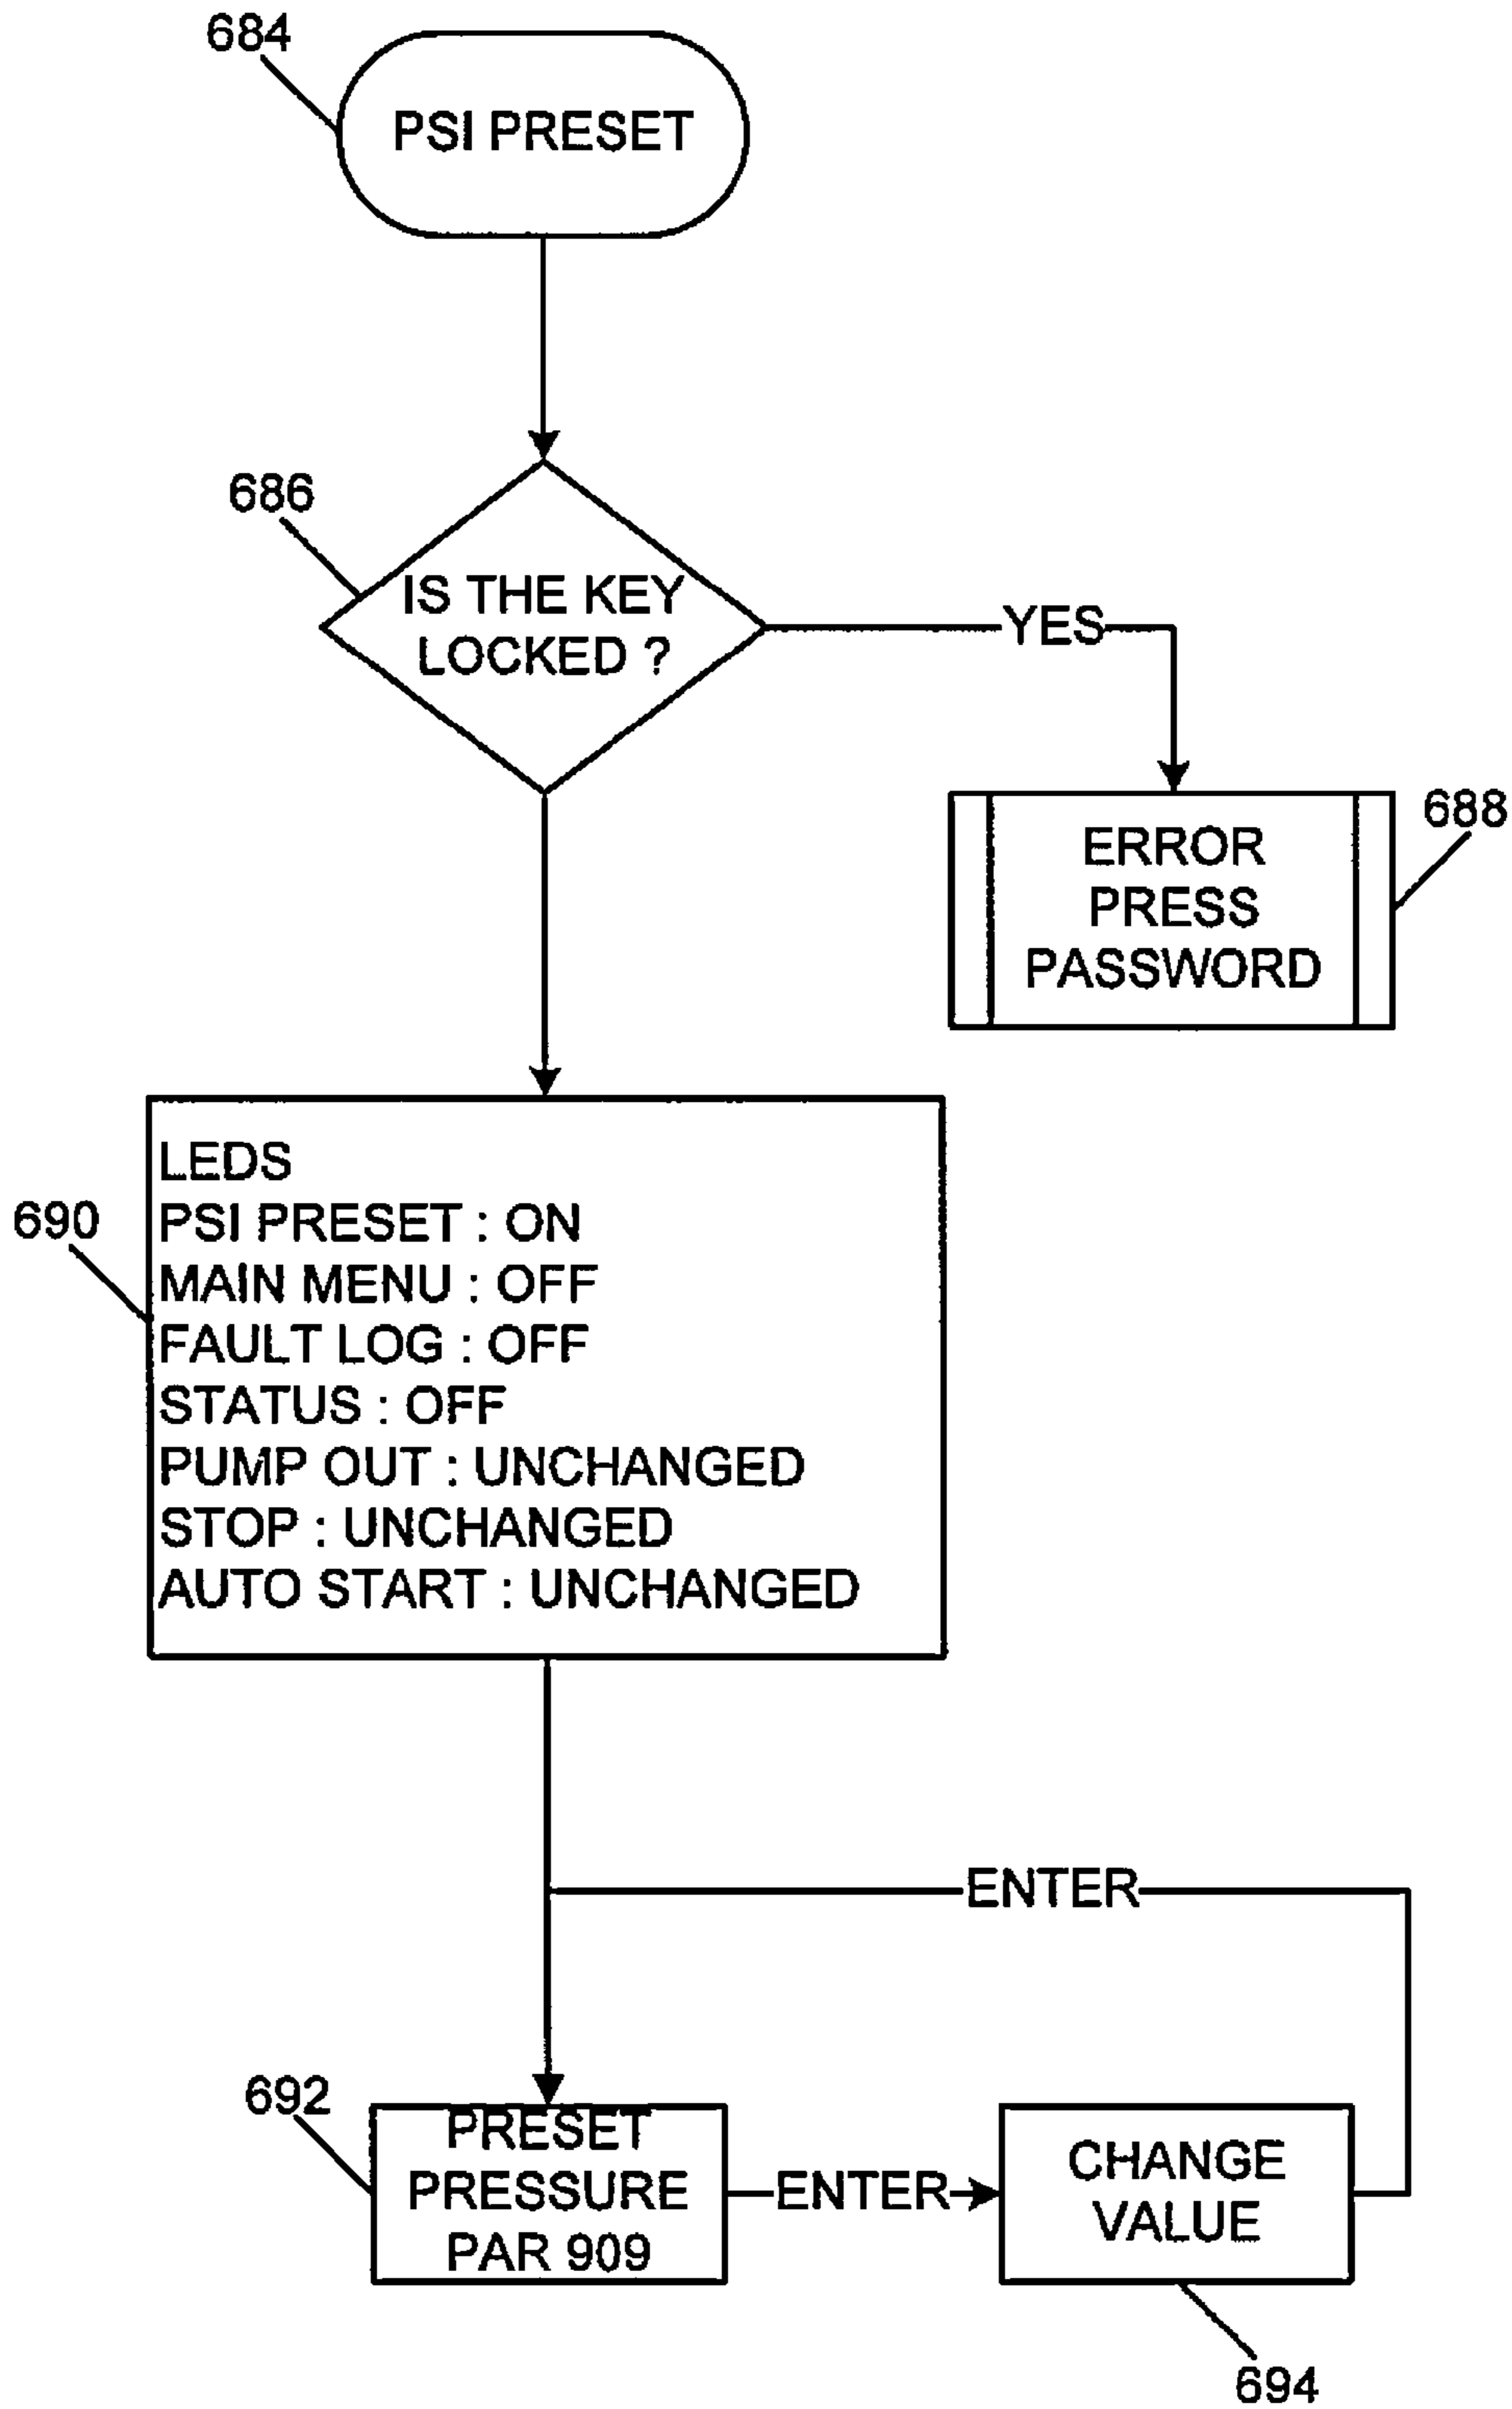 684
PSI PRESET
686
IS THE KEY
LOCKED ?
YES
688
ERROR
PRESS
PASSWORD
690
LEDS
PSI PRESET : ON
MAIN MENU : OFF
FAULT LOG : OFF
STATUS : OFF
PUMP OUT : UNCHANGED
STOP : UNCHANGED
AUTO START : UNCHANGED
ENTER
692
PRESET
PRESSURE
PAR 909
ENTER
CHANGE
VALUE
694